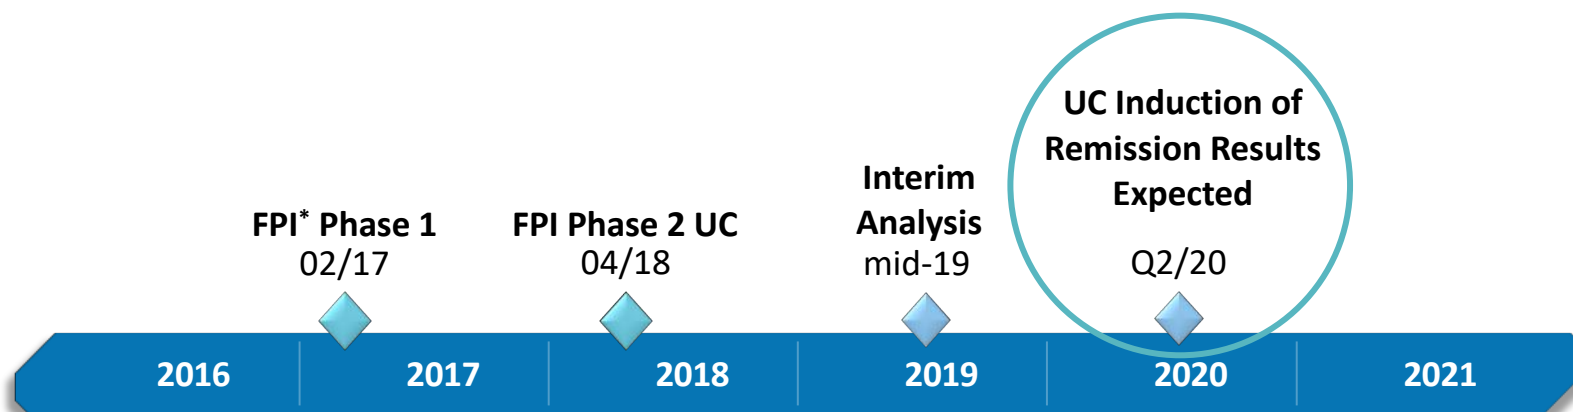 FPI* Phase 1
02/17
FPI Phase 2 UC
04/18
Interim
Analysis
mid-19
UC Induction of
Remission Results
Expected
Q2/20
2016
2017
2018
2019
2020
2021